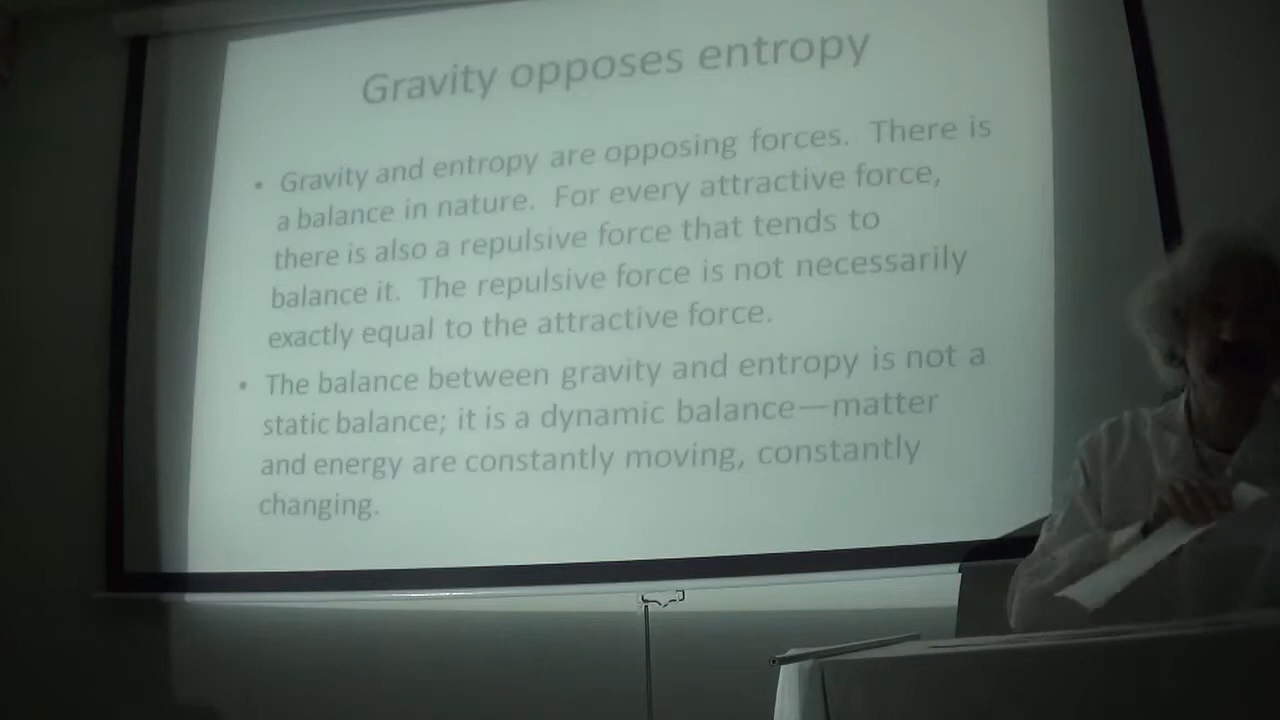 Gravity opposes entropy
• Gravity and entropy are opposing forces. There is
a balance in nature. For every attractive force,
there is also a repulsive force that tends to
balance it. The repulsive force is not necessarily
exactly equal to the attractive force.
• The balance between gravity and entropy is not a
static balance; it is a dynamic balance—matter
and energy are constantly moving, constantly
changing.